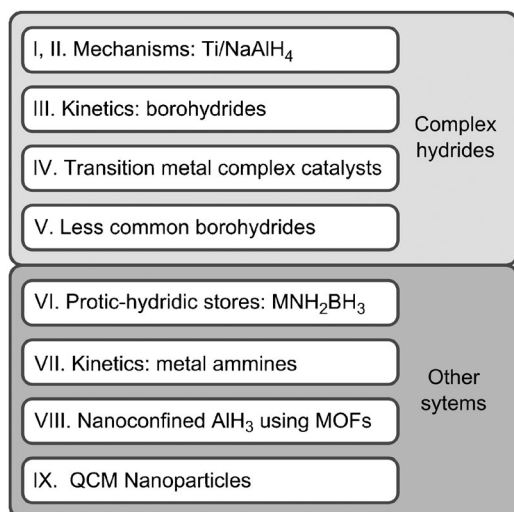 I, II. Mechanisms: Ti/NaAlH₄
III. Kinetics: borohydrides
IV. Transition metal complex catalysts
V. Less common borohydrides
Complex
hydrides
VI. Protic-hydridic stores: MNH₂BH₃
VII. Kinetics: metal ammines
VIII. Nanoconfined AlH₃ using MOFs
IX. QCM Nanoparticles
Other
sytems